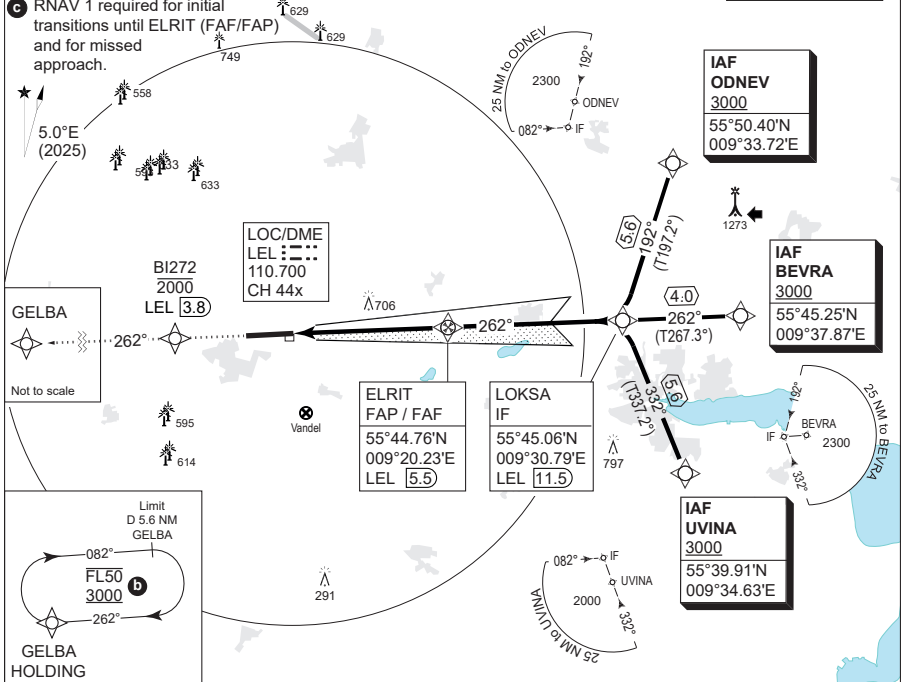 c RNAV 1 required for initial
transitions until ELRIT (FAF/FAP)
and for missed
approach.
629
629
749
558
5.0°E
(2025)
633
25 NM to ODNEV
2300
192°
ODNEV
082°
IF
IAF
ODNEV
3000
55°50.40'N
009°33.72'E
1273
5.6
192°
(T197.2°)
IAF
BEVRA
3000
55°45.25'N
009°37.87'E
4.0
262°
(T267.3°)
LOC/DME
LEL
110.700
CH 44x
BI272
2000
LEL 3.8
706
GELBA
262°
Not to scale
262°
ELRIT
FAP / FAF
55°44.76'N
009°20.23'E
LEL 5.5
LOKSA
IF
55°45.06'N
009°30.79'E
LEL 11.5
5.6
332°
(T337.2°)
797
25 NM to BEVRA
192°
IF
BEVRA
2300
332°
595
614
Vandel
291
IAF
UVINA
3000
55°39.91'N
009°34.63'E
25 NM to UVINA
082°
IF
UVINA
2000
332°
Limit
D 5.6 NM
GELBA
082°
FL50
3000
b
262°
GELBA
HOLDING